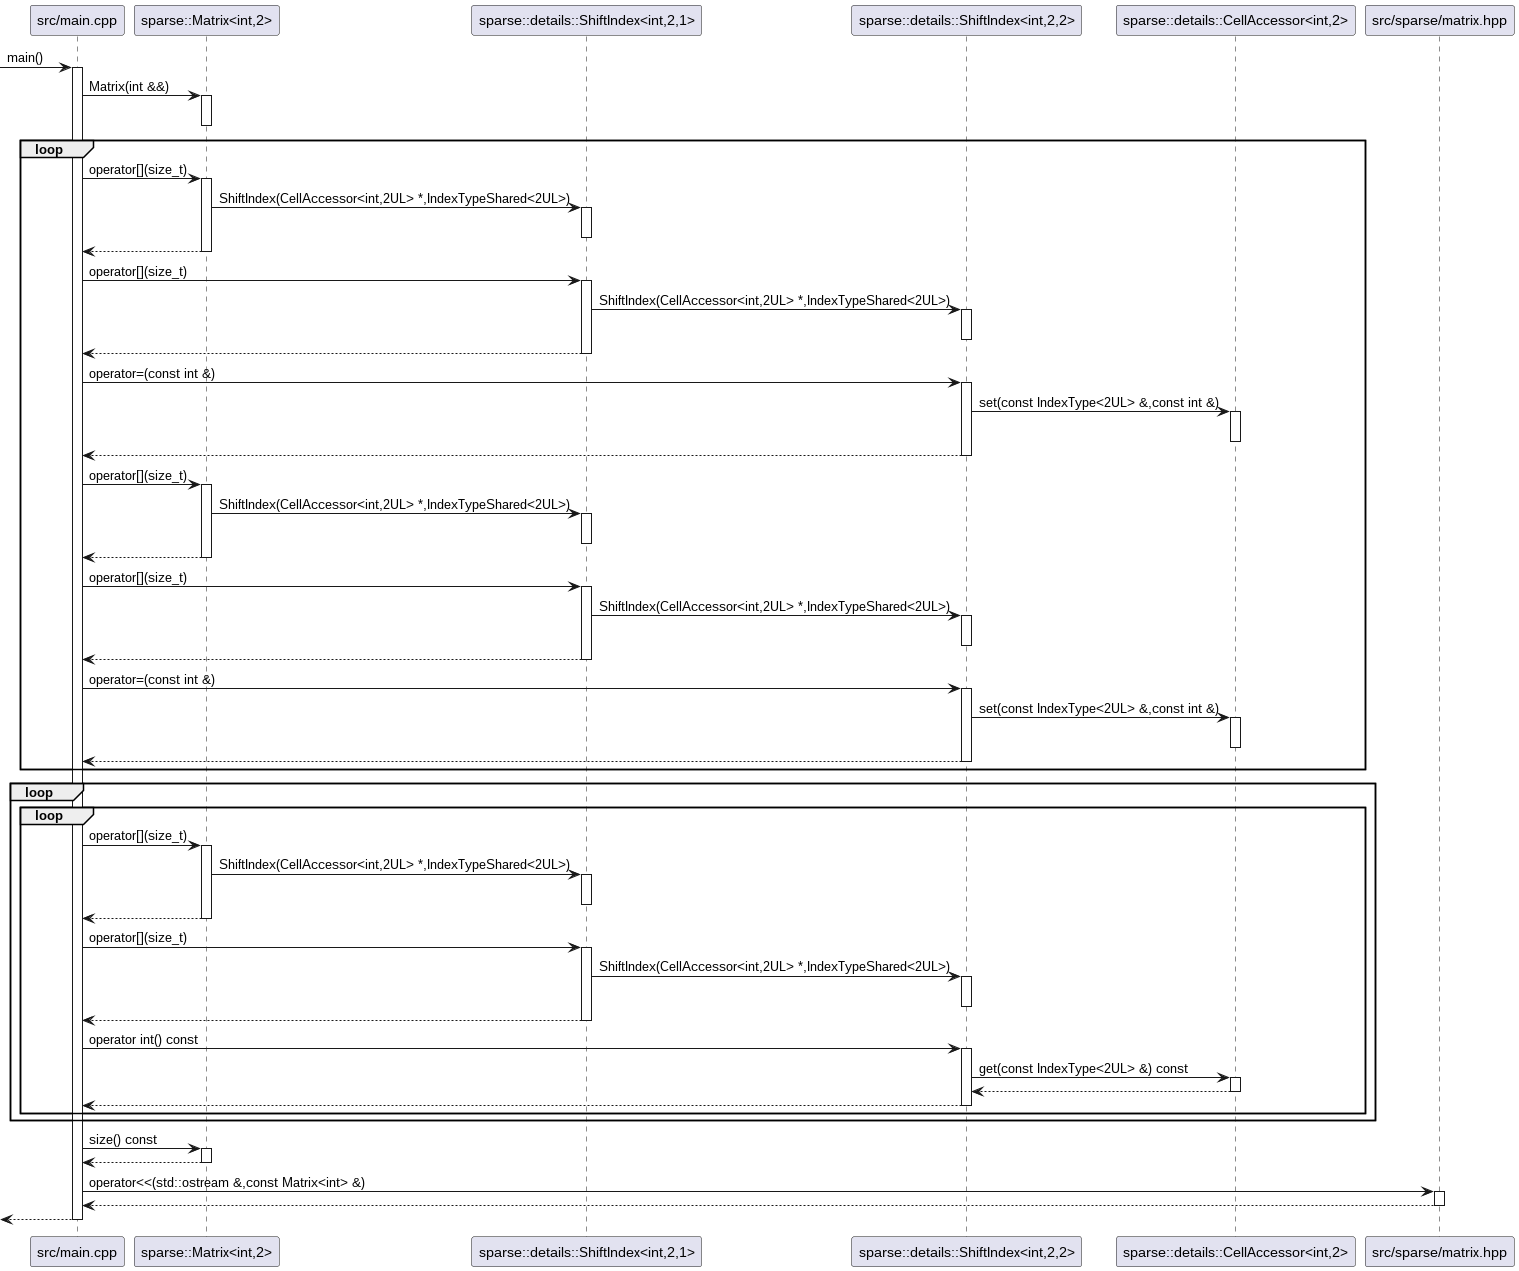 src/main.cpp
sparse::Matrix<int,2>
sparse::details::ShiftIndex<int,2,1>
sparse::details::ShiftIndex<int,2,2>
sparse::details::CellAccessor<int,2>
src/sparse/matrix.hpp
main()
Matrix(int &&)
loop
operator[](size_t)
ShiftIndex(CellAccessor<int,2UL> *,IndexTypeShared<2UL>)
operator[](size_t)
ShiftIndex(CellAccessor<int,2UL> *,IndexTypeShared<2UL>)
operator=(const int &)
set(const IndexType<2UL> &,const int &)
operator[](size_t)
ShiftIndex(CellAccessor<int,2UL> *,IndexTypeShared<2UL>)
operator[](size_t)
ShiftIndex(CellAccessor<int,2UL> *,IndexTypeShared<2UL>)
operator=(const int &)
set(const IndexType<2UL> &,const int &)
loop
loop
operator[](size_t)
ShiftIndex(CellAccessor<int,2UL> *,IndexTypeShared<2UL>)
operator[](size_t)
ShiftIndex(CellAccessor<int,2UL> *,IndexTypeShared<2UL>)
operator int() const
get(const IndexType<2UL> &) const
size() const
operator<<(std::ostream &,const Matrix<int> &)
src/main.cpp
sparse::Matrix<int,2>
sparse::details::ShiftIndex<int,2,1>
sparse::details::ShiftIndex<int,2,2>
sparse::details::CellAccessor<int,2>
src/sparse/matrix.hpp